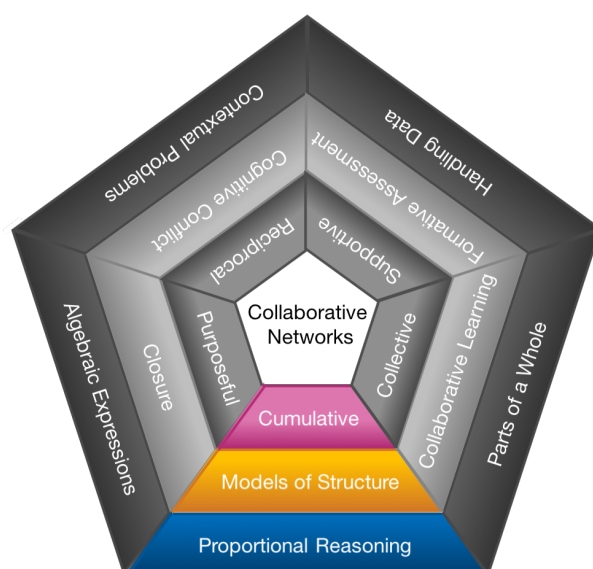 Contextual Problems
Handling Data
Cognitive Conflict
Formative Assessment
Reciprocal
Supportive
Algebraic Expressions
Closure
Purposeful
Collaborative
Networks
Collective
Collaborative Learning
Parts of a Whole
Cumulative
Models of Structure
Proportional Reasoning